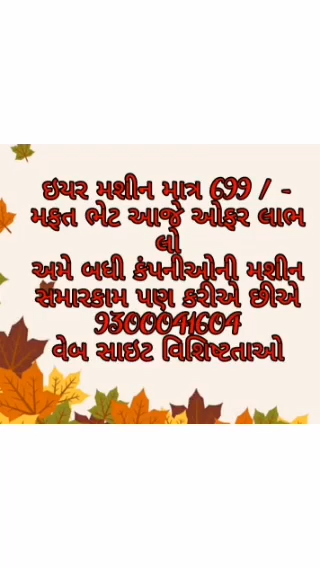 ઇયર મશીન માત્ર 699 / -
મફત ભેટ આજે ઓફર લાભ
લો
અમે બધી કંપનીઓની મશીન
સમારકામ પણ કરીએ છીએ
9300041604
વેબ સાઇટ વિશિષ્ટતાઓ